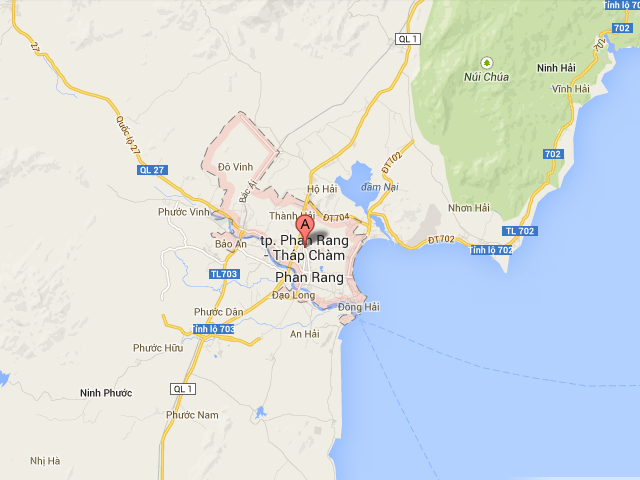 Tỉnh lộ 702
702
QL 1
27
702
Ninh Hải
Núi Chúa
Vĩnh Hải
Quốc lộ 27
702
QL 27
Đô Vinh
ĐT702
Bác Ái
Hộ Hải
đầm Nại
Phước Vinh
Nhơn Hải
Thành Hải
ĐT704
A
TL 702
Bảo An
tp. Phan Rang
- Tháp Chàm
ĐT702
Tỉnh lộ 702
TL703
Phan Rang
Đạo Long
Phước Dân
Đông Hải
Tỉnh lộ 703
An Hải
Phước Hữu
Ninh Phước
QL 1
Phước Nam
Nhị Hà